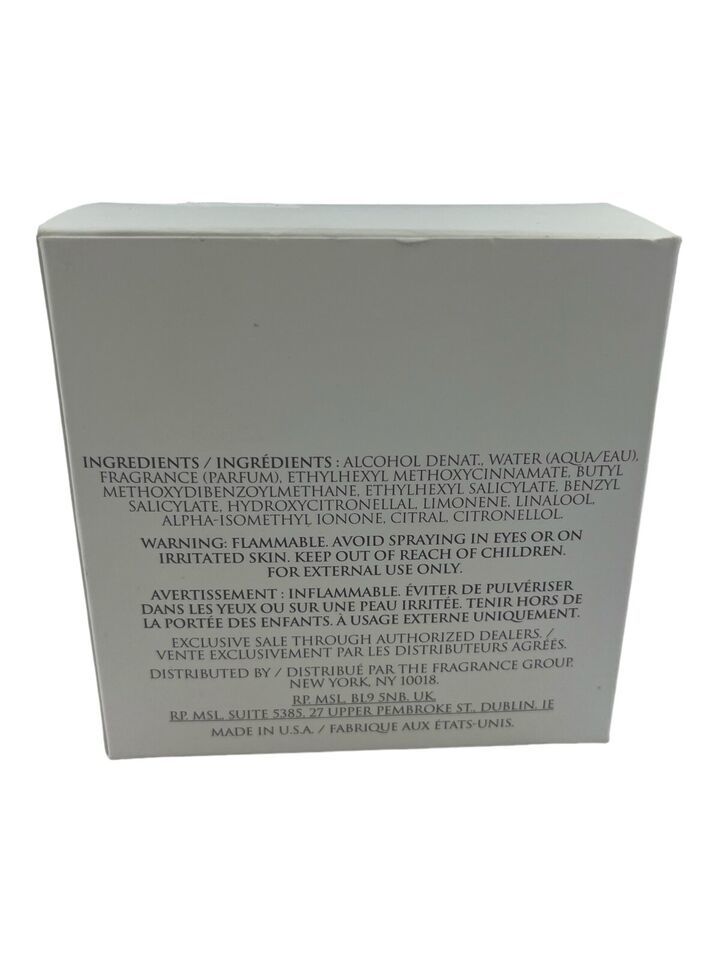 INGREDIENTS / INGRÉDIENTS : ALCOHOL DENAT., WATER (AQUA/EAU),
FRAGRANCE (PARFUM), ETHYLHEXYL METHOXYCINNAMATE, BUTYL
METHOXYDIBENZOYLMETHANE, ETHYLHEXYL SALICYLATE, BENZYL
SALICYLATE, HYDROXYCITRONELLAL, LIMONENE, LINALOOL,
ALPHA-ISOMETHYL IONONE, CITRAL, CITRONELLOL.
WARNING: FLAMMABLE. AVOID SPRAYING IN EYES OR ON
IRRITATED SKIN. KEEP OUT OF REACH OF CHILDREN.
FOR EXTERNAL USE ONLY.
AVERTISSEMENT : INFLAMMABLE. ÉVITER DE PULVÉRISER
DANS LES YEUX OU SUR UNE PEAU IRRITÉE. TENIR HORS DE
LA PORTÉE DES ENFANTS. À USAGE EXTERNE UNIQUEMENT.
EXCLUSIVE SALE THROUGH AUTHORIZED DEALERS. /
VENTE EXCLUSIVEMENT PAR LES DISTRIBUTEURS AGRÉÉS.
DISTRIBUTED BY / DISTRIBUÉ PAR THE FRAGRANCE GROUP,
NEW YORK, NY 10018.
RP. MSL, BL9 5NB, UK
RP. MSL, SUITE 5385, 27 UPPER PEMBROKE ST., DUBLIN, IE
MADE IN U.S.A. / FABRIQUE AUX ÉTATS-UNIS.